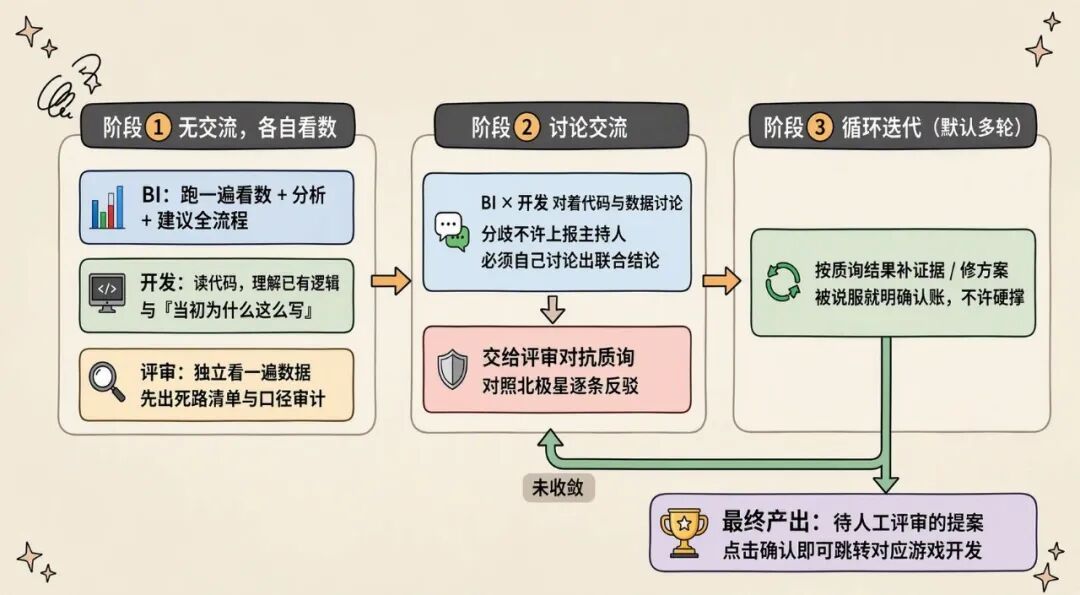 阶段 1 无交流，各自看数
BI：跑一遍看数 + 分析
+ 建议全流程
</>
开发：读代码，理解已有逻辑
与『当初为什么这么写』
评审：独立看一遍数据
先出死路清单与口径审计
阶段 2 讨论交流
BI × 开发 对着代码与数据讨论
分歧不许上报主持人
必须自己讨论出联合结论
交给评审对抗质询
对照北极星逐条反驳
阶段 3 循环迭代（默认多轮）
按质询结果补证据 / 修方案
被说服就明确认账，不许硬撑
未收敛
最终产出：待人工评审的提案
点击确认即可跳转对应游戏开发